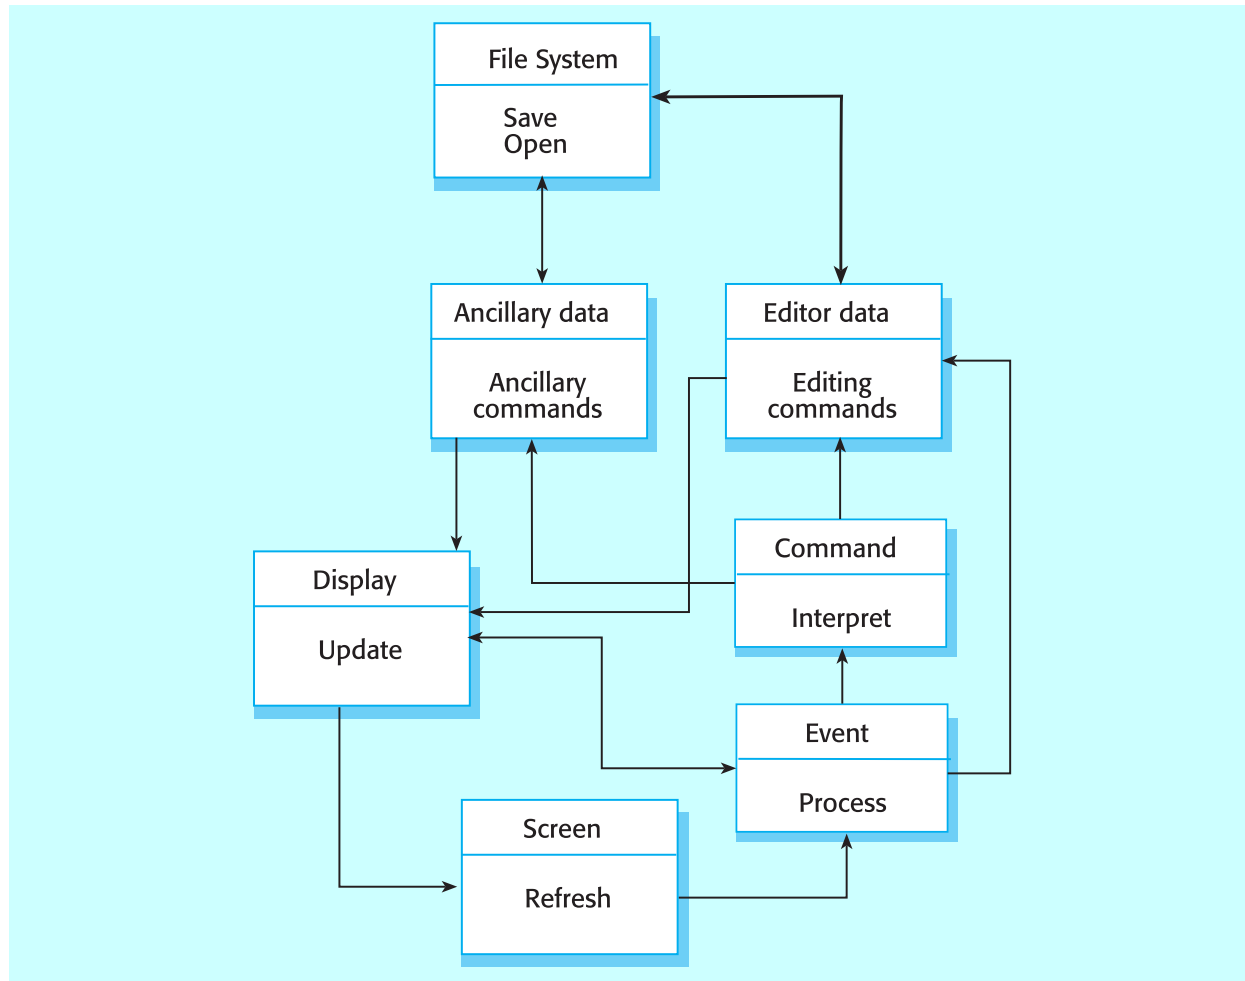 File System
Save
Open
Ancillary data
Ancillary
commands
Editor data
Editing
commands
Command
Interpret
Display
Update
Event
Process
Screen
Refresh